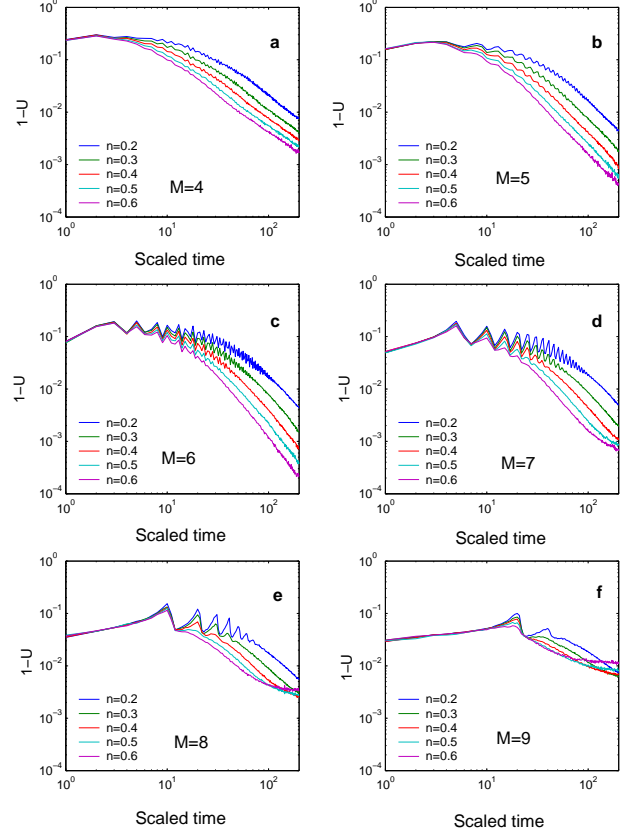 a
10^0
10^-1
10^-2
10^-3
10^-4
1−U
n=0.2
n=0.3
n=0.4
n=0.5
n=0.6
M=4
10^0 10^1 10^2
Scaled time
b
10^0
10^-1
10^-2
10^-3
10^-4
1−U
n=0.2
n=0.3
n=0.4
n=0.5
n=0.6
M=5
10^0 10^1 10^2
Scaled time
c
10^0
10^-1
10^-2
10^-3
10^-4
1−U
n=0.2
n=0.3
n=0.4
n=0.5
n=0.6
M=6
10^0 10^1 10^2
Scaled time
d
10^0
10^-1
10^-2
10^-3
10^-4
1−U
n=0.2
n=0.3
n=0.4
n=0.5
n=0.6
M=7
10^0 10^1 10^2
Scaled time
e
10^0
10^-1
10^-2
10^-3
10^-4
1−U
n=0.2
n=0.3
n=0.4
n=0.5
n=0.6
M=8
10^0 10^1 10^2
Scaled time
f
10^0
10^-1
10^-2
10^-3
10^-4
1−U
n=0.2
n=0.3
n=0.4
n=0.5
n=0.6
M=9
10^0 10^1 10^2
Scaled time